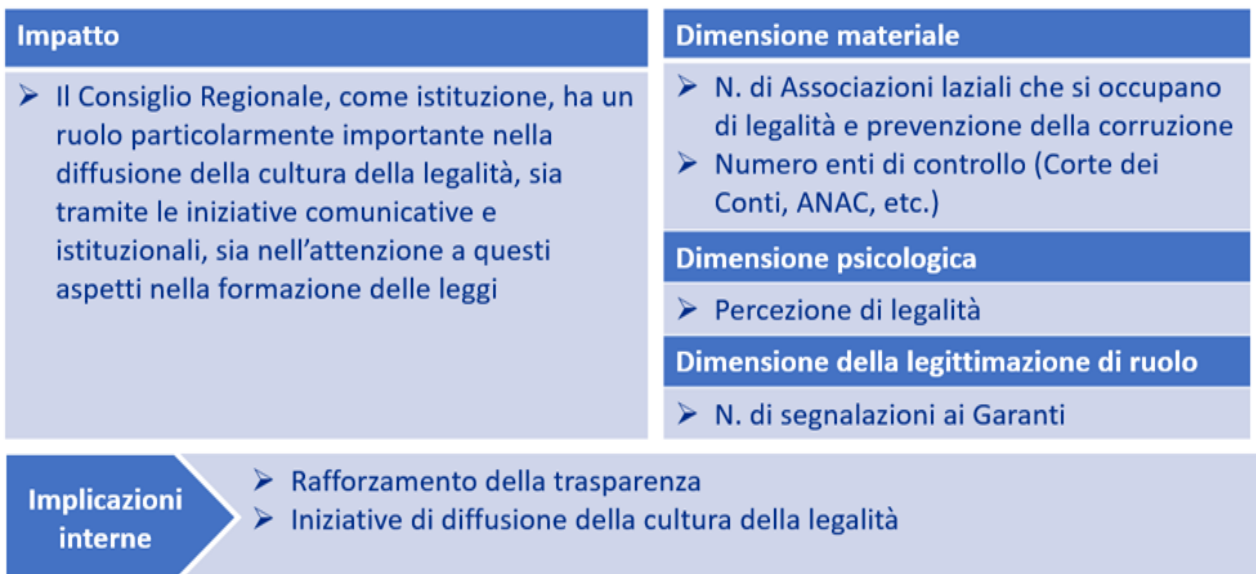 Impatto
➢ Il Consiglio Regionale, come istituzione, ha un
ruolo particolarmente importante nella
diffusione della cultura della legalità, sia
tramite le iniziative comunicative e
istituzionali, sia nell'attenzione a questi
aspetti nella formazione delle leggi
Dimensione materiale
➢ N. di Associazioni laziali che si occupano
di legalità e prevenzione della corruzione
➢ Numero enti di controllo (Corte dei
Conti, ANAC, etc.)
Dimensione psicologica
➢ Percezione di legalità
Dimensione della legittimazione di ruolo
➢ N. di segnalazioni ai Garanti
Implicazioni
interne
➢ Rafforzamento della trasparenza
➢ Iniziative di diffusione della cultura della legalità